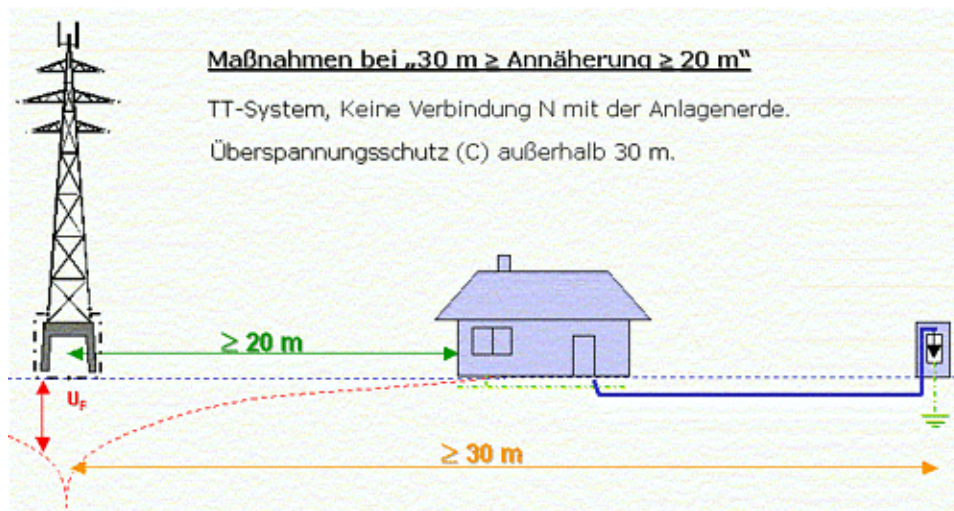 Maßnahmen bei „30 m ≥ Annäherung ≥ 20 m“
TT-System, Keine Verbindung N mit der Anlagenerde.
Überspannungsschutz (C) außerhalb 30 m.
≥ 20 m
U_F
≥ 30 m